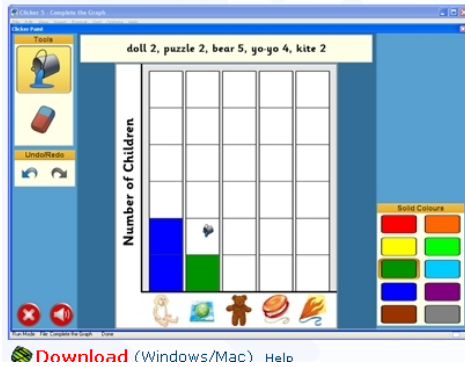 Clicker 5 - Complete the Graph
Clicker Paint
Tools
doll 2, puzzle 2, bear 5, yo-yo 4, kite 2
Undo/Redo
Number of Children
Solid Colours
Run Mode File: Complete the Graph Done
Download (Windows/Mac) Help